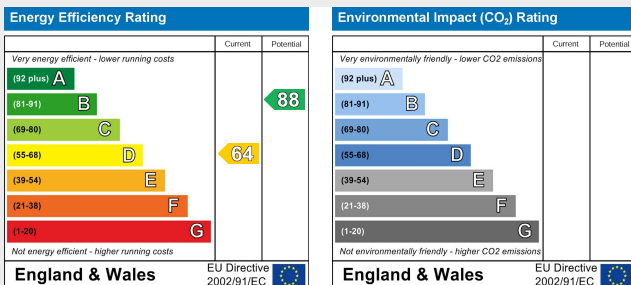 Energy Efficiency Rating
Current Potential
Very energy efficient - lower running costs
(92 plus) A
(81-91) B
88
(69-80) C
(55-68) D
64
(39-54) E
(21-38) F
(1-20) G
Not energy efficient - higher running costs
England & Wales
EU Directive
2002/91/EC
Environmental Impact (CO₂) Rating
Current Potential
Very environmentally friendly - lower CO2 emissions
(92 plus) A
(81-91) B
(69-80) C
(55-68) D
(39-54) E
(21-38) F
(1-20) G
Not environmentally friendly - higher CO2 emissions
England & Wales
EU Directive
2002/91/EC